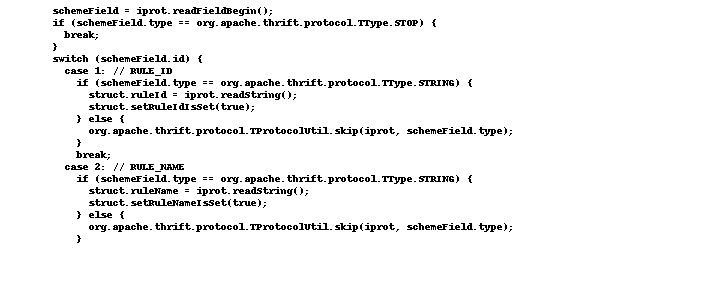 schemeField = iprot.readFieldBegin();
if (schemeField.type == org.apache.thrift.protocol.TType.STOP) {
break;
}
switch (schemeField.id) {
case 1: // RULE_ID
if (schemeField.type == org.apache.thrift.protocol.TType.STRING) {
struct.ruleId = iprot.readString();
struct.setRuleIdIsSet(true);
} else {
org.apache.thrift.protocol.TProtocolUtil.skip(iprot, schemeField.type);
}
break;
case 2: // RULE_NAME
if (schemeField.type == org.apache.thrift.protocol.TType.STRING) {
struct.ruleName = iprot.readString();
struct.setRuleNameIsSet(true);
} else {
org.apache.thrift.protocol.TProtocolUtil.skip(iprot, schemeField.type);
}